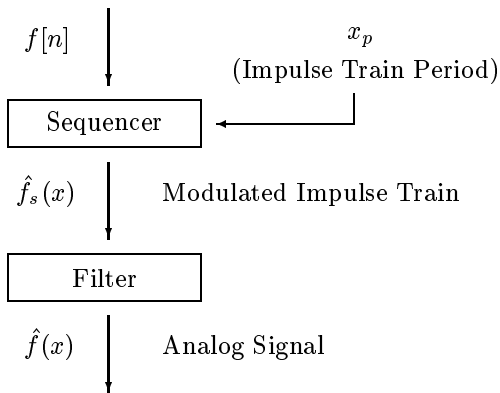 f[n]
x_p
(Impulse Train Period)
Sequencer
f̂_s(x)
Modulated Impulse Train
Filter
f̂(x)
Analog Signal